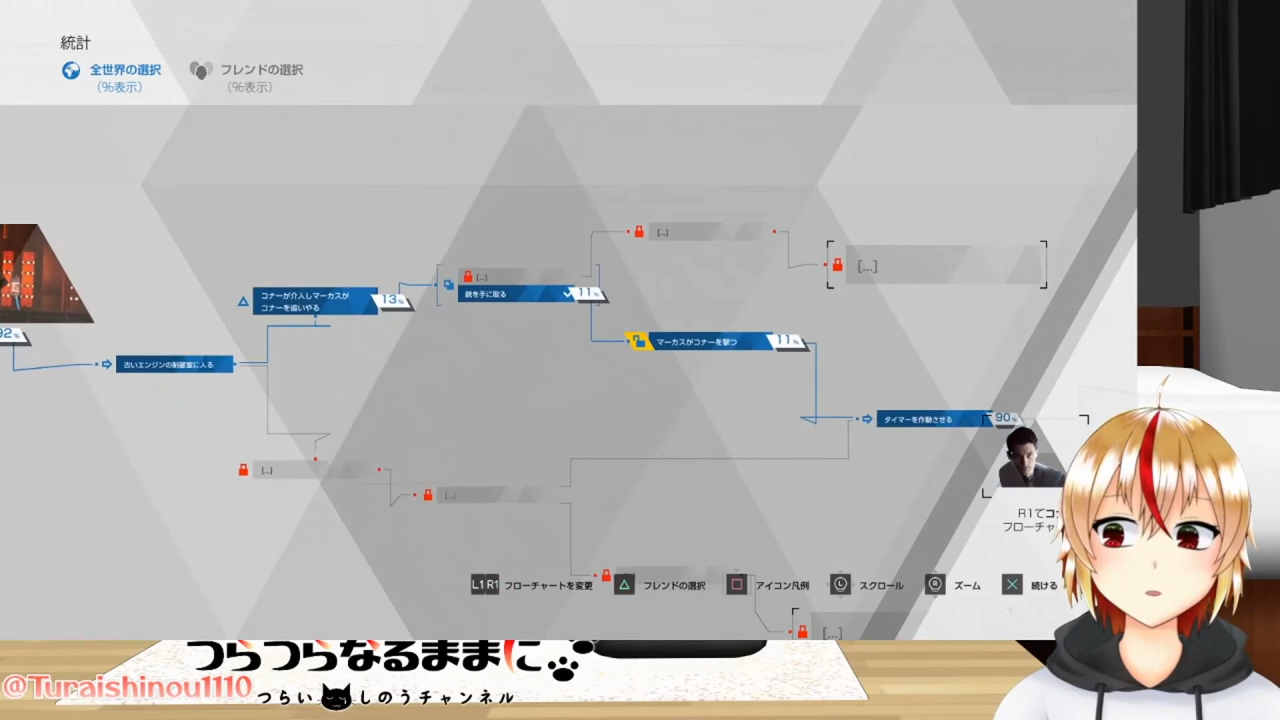 統計
全世界の選択
(%表示)
フレンドの選択
(%表示)
[...]
[...]
[...]
コナーが介入しマーカスが
コナーを追いやる
13%
銃を手に取る
11%
92%
マーカスがコナーを撃つ
11%
古いエンジンの制御室に入る
タイマーを作動させる
90%
[...]
[...]
R1でコ
フローチャ
L1 R1 フローチャートを変更
フレンドの選択
アイコン凡例
L スクロール
R ズーム
続ける
[...]
つらつらなるままに
@Turaishinou1110
つらい しのうチャンネル